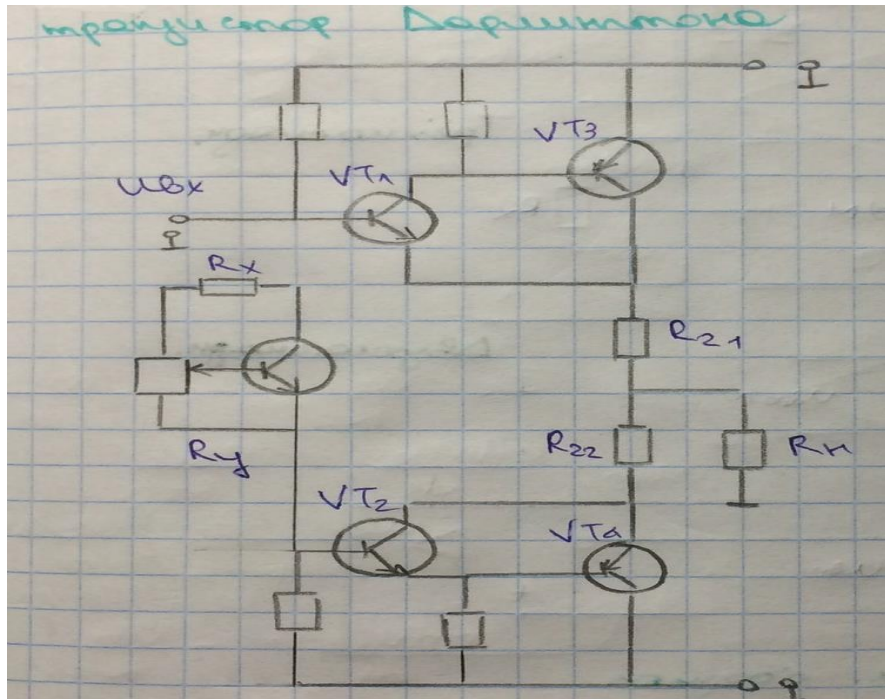 транзистор Дарлингтона
VT3
Uвх
VT1
Rx
R21
Ry
R22
Rн
VT2
VT4